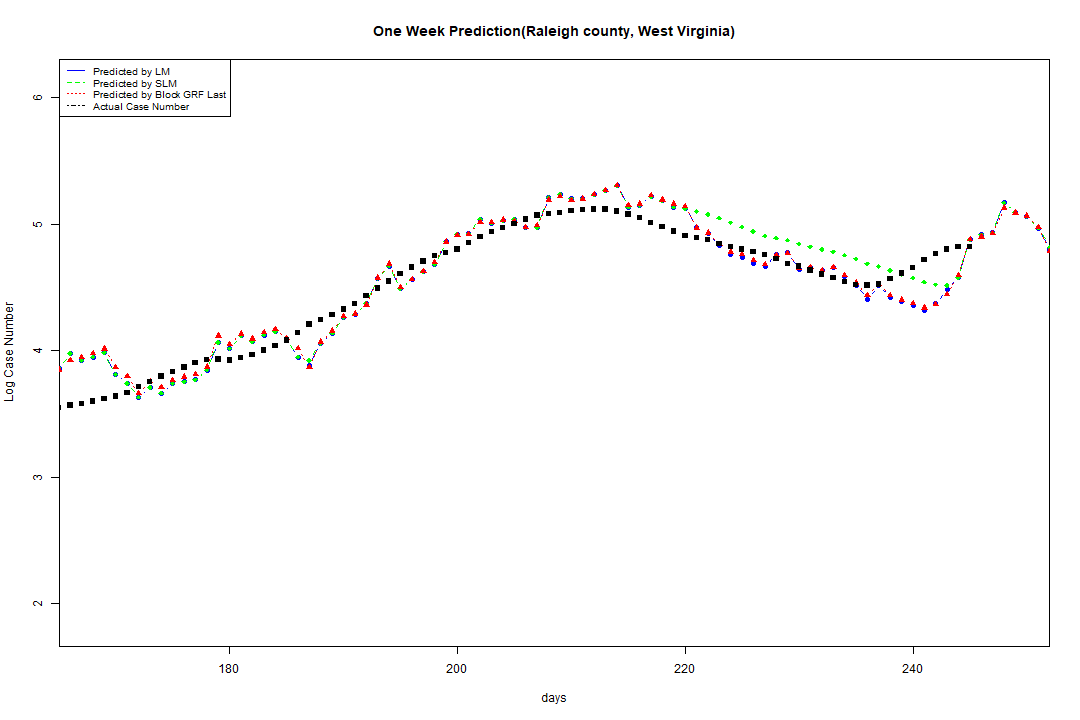 One Week Prediction(Raleigh county, West Virginia)
Predicted by LM
Predicted by SLM
Predicted by Block GRF Last
Actual Case Number
6
5
4
3
2
Log Case Number
180
200
220
240
days